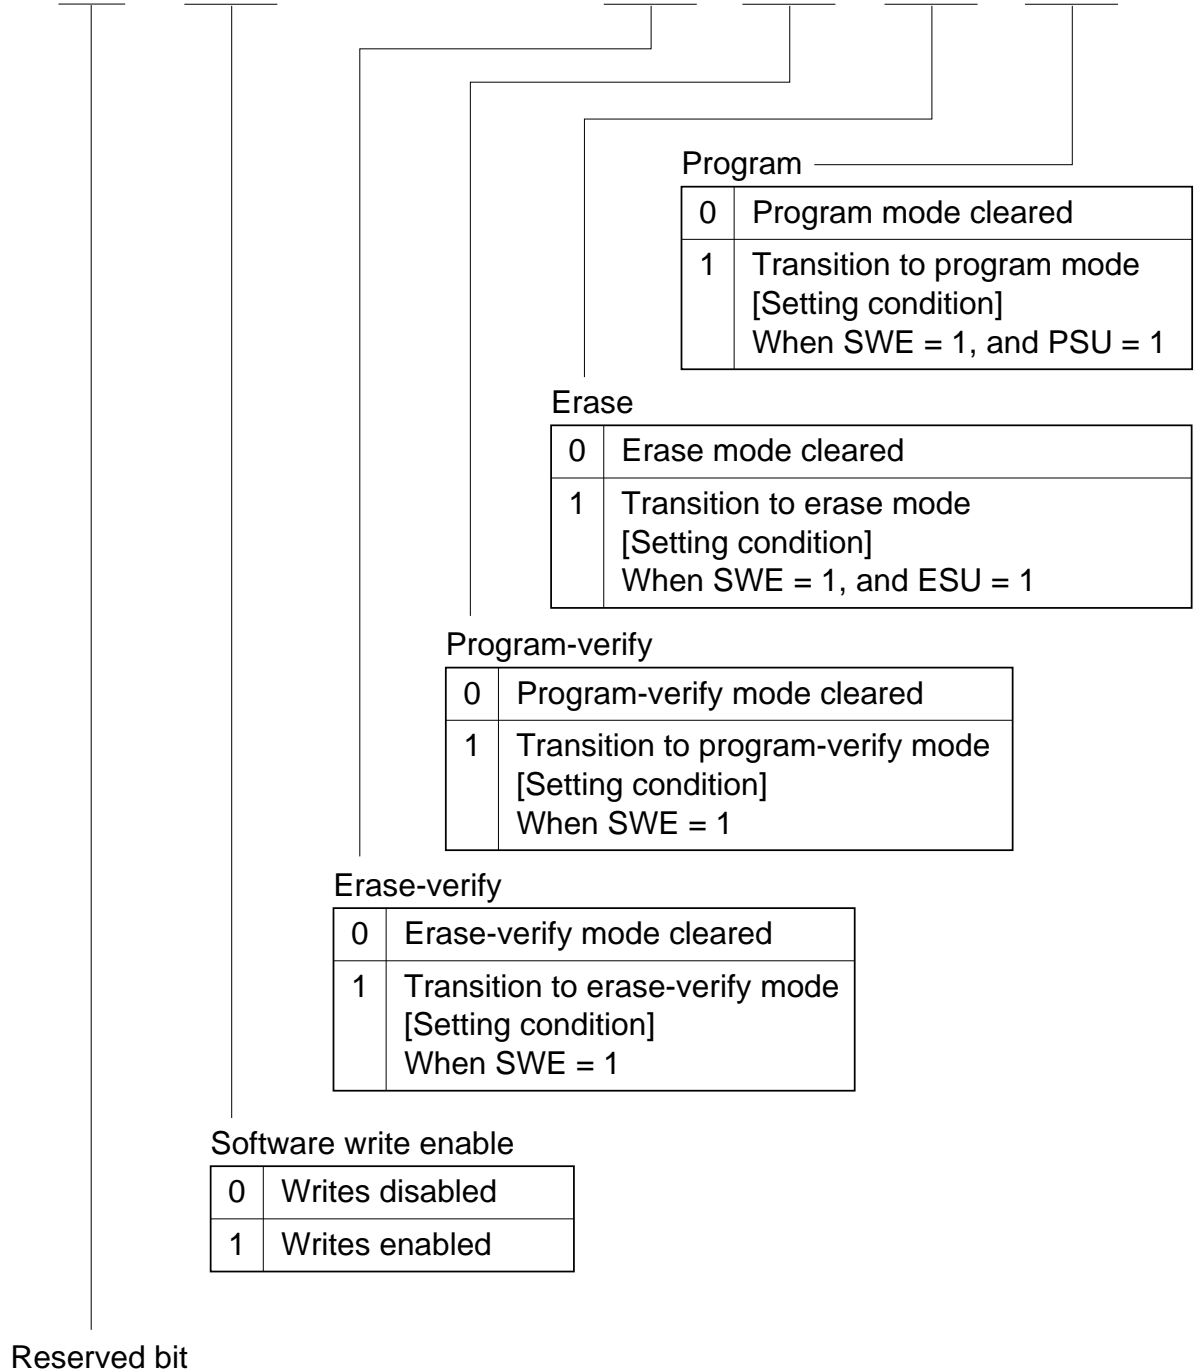 Program
0 Program mode cleared
1 Transition to program mode
[Setting condition]
When SWE = 1, and PSU = 1
Erase
0 Erase mode cleared
1 Transition to erase mode
[Setting condition]
When SWE = 1, and ESU = 1
Program-verify
0 Program-verify mode cleared
1 Transition to program-verify mode
[Setting condition]
When SWE = 1
Erase-verify
0 Erase-verify mode cleared
1 Transition to erase-verify mode
[Setting condition]
When SWE = 1
Software write enable
0 Writes disabled
1 Writes enabled
Reserved bit